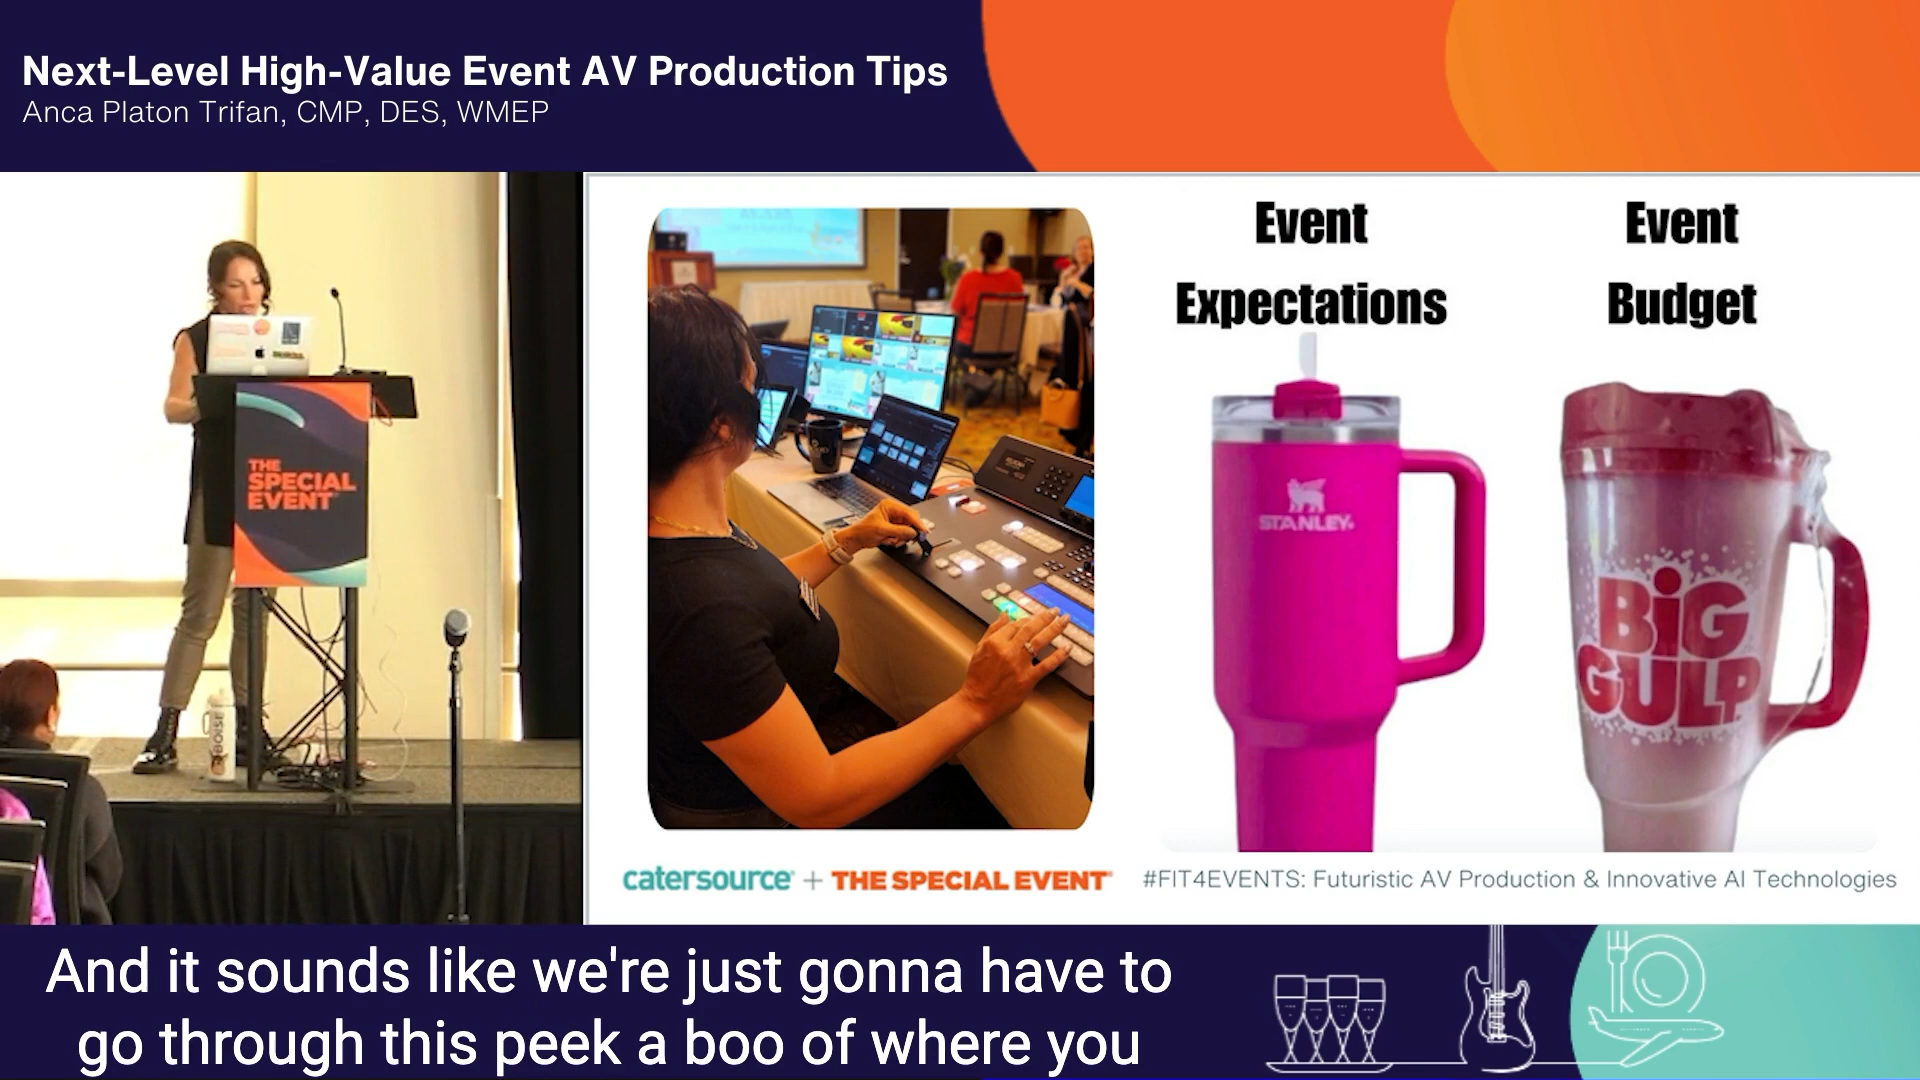 Next-Level High-Value Event AV Production Tips
Anca Platon Trifan, CMP, DES, WMEP
THE
SPECIAL
EVENT
BOISE
Event
Expectations
Event
Budget
STANLEY
BiG
GULP
catersource + THE SPECIAL EVENT
#FIT4EVENTS: Futuristic AV Production & Innovative AI Technologies
And it sounds like we're just gonna have to
go through this peek a boo of where you